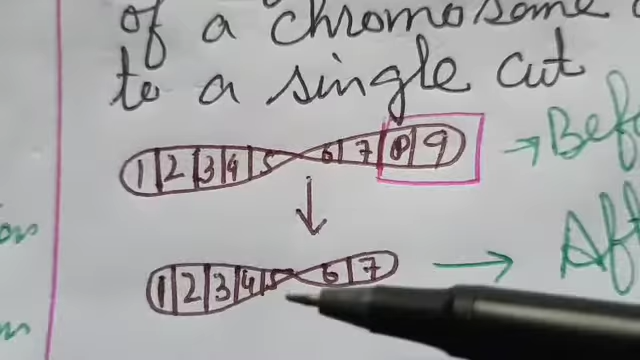 of a chromosome
to a single cut
1 2 3 4 5 6 7 8 9 → Bef
1 2 3 4 5 6 7 → Aft